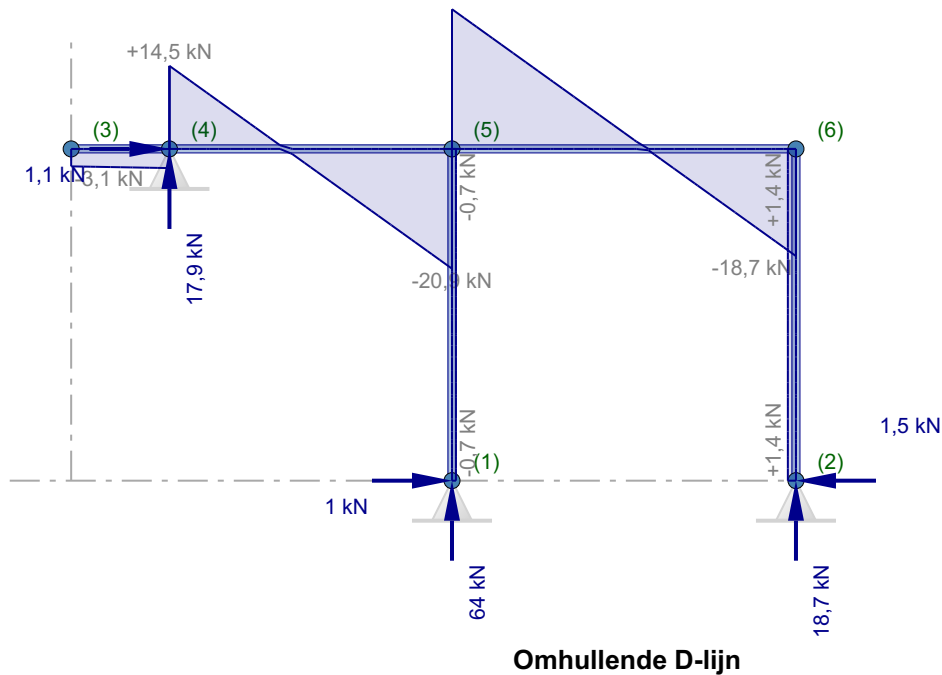 +14,5 kN
(3)
(4)
(5)
(6)
1,1 kN
-3,1 kN
-0,7 kN
+1,4 kN
17,9 kN
-20,9 kN
-18,7 kN
-0,7 kN
+1,4 kN
1,5 kN
(1)
(2)
1 kN
64 kN
18,7 kN
Omhullende D-lijn